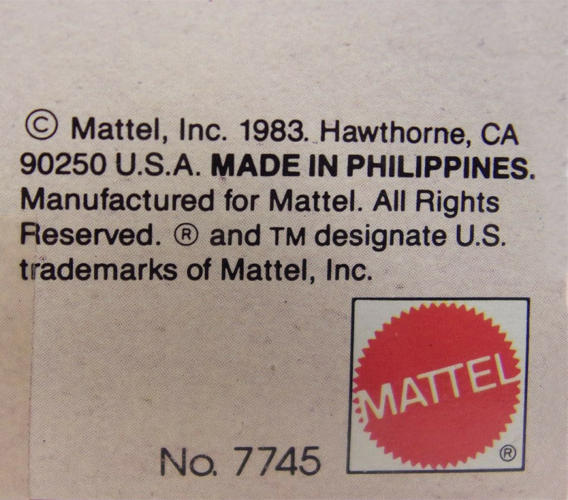 © Mattel, Inc. 1983. Hawthorne, CA
90250 U.S.A. MADE IN PHILIPPINES.
Manufactured for Mattel. All Rights
Reserved. ® and TM designate U.S.
trademarks of Mattel, Inc.
MATTEL
®
No. 7745